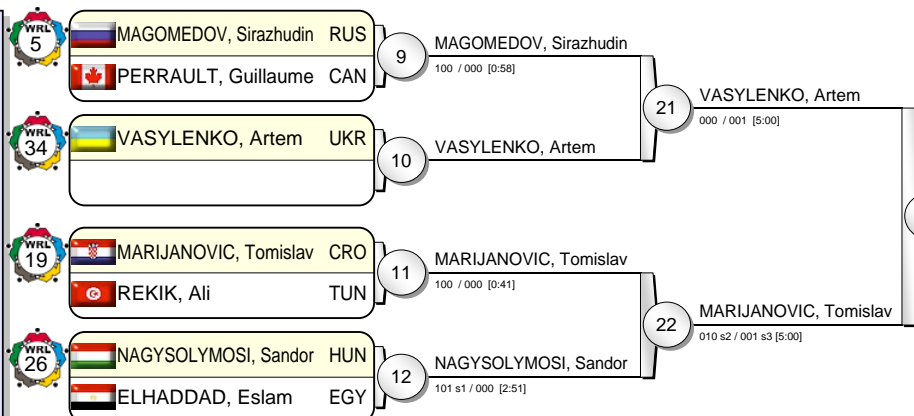 WRL
5
MAGOMEDOV, Sirazhudin RUS
PERRAULT, Guillaume CAN
9
MAGOMEDOV, Sirazhudin
100 / 000 [0:58]
21
VASYLENKO, Artem
000 / 001 [5:00]
WRL
34
VASYLENKO, Artem UKR
10
VASYLENKO, Artem
WRL
19
MARIJANOVIC, Tomislav CRO
REKIK, Ali TUN
11
MARIJANOVIC, Tomislav
100 / 000 [0:41]
22
MARIJANOVIC, Tomislav
010 s2 / 001 s3 [5:00]
WRL
26
NAGYSOLYMOSI, Sandor HUN
ELHADDAD, Eslam EGY
12
NAGYSOLYMOSI, Sandor
101 s1 / 000 [2:51]